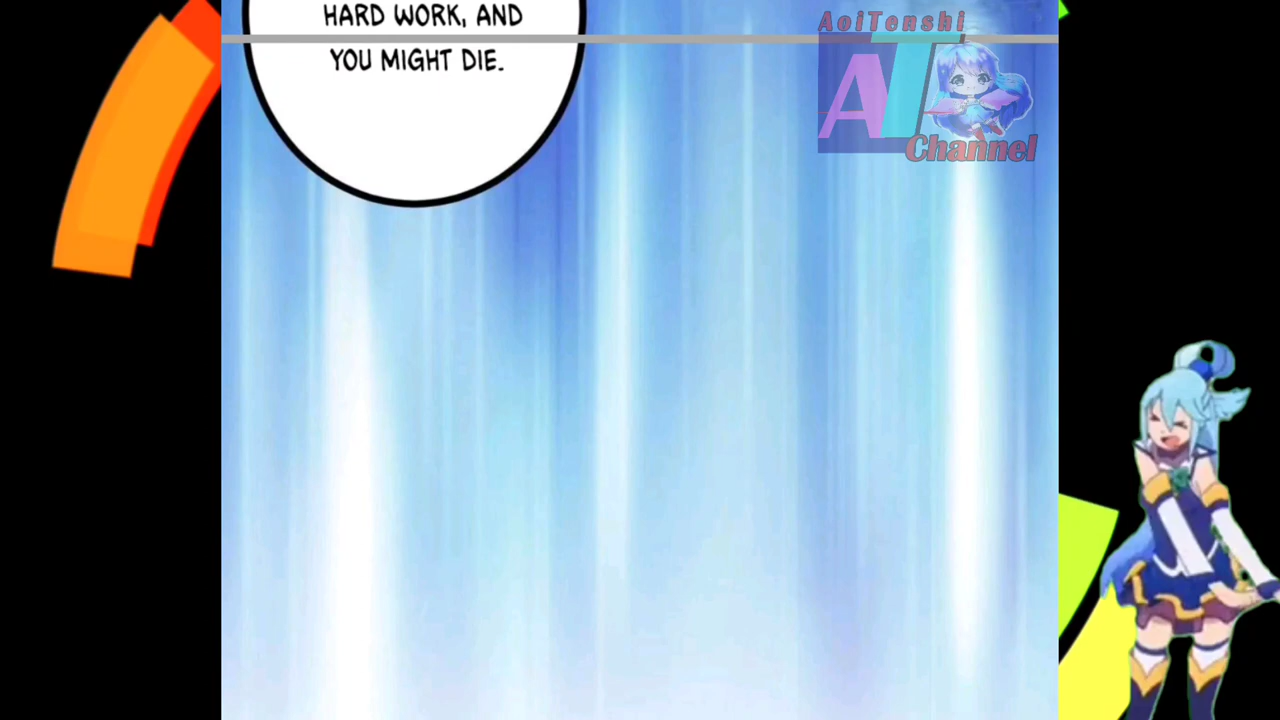 HARD WORK, AND
YOU MIGHT DIE.
AoiTenshi
AT
Channel